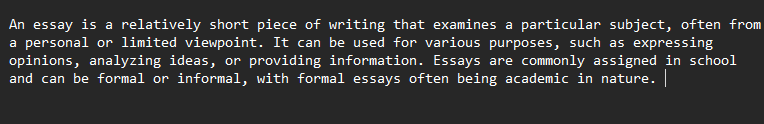 An essay is a relatively short piece of writing that examines a particular subject, often from
a personal or limited viewpoint. It can be used for various purposes, such as expressing
opinions, analyzing ideas, or providing information. Essays are commonly assigned in school
and can be formal or informal, with formal essays often being academic in nature.